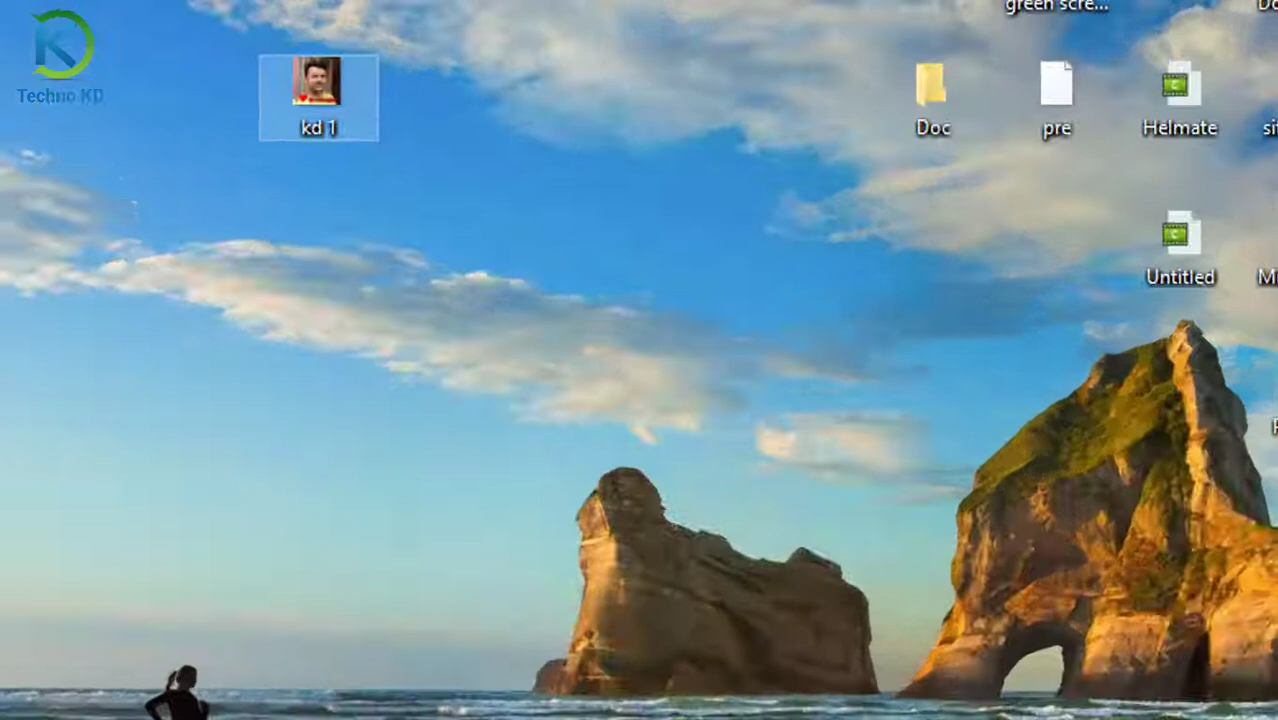 green scre...
Techno KD
kd 1
Doc
pre
Helmate
Untitled